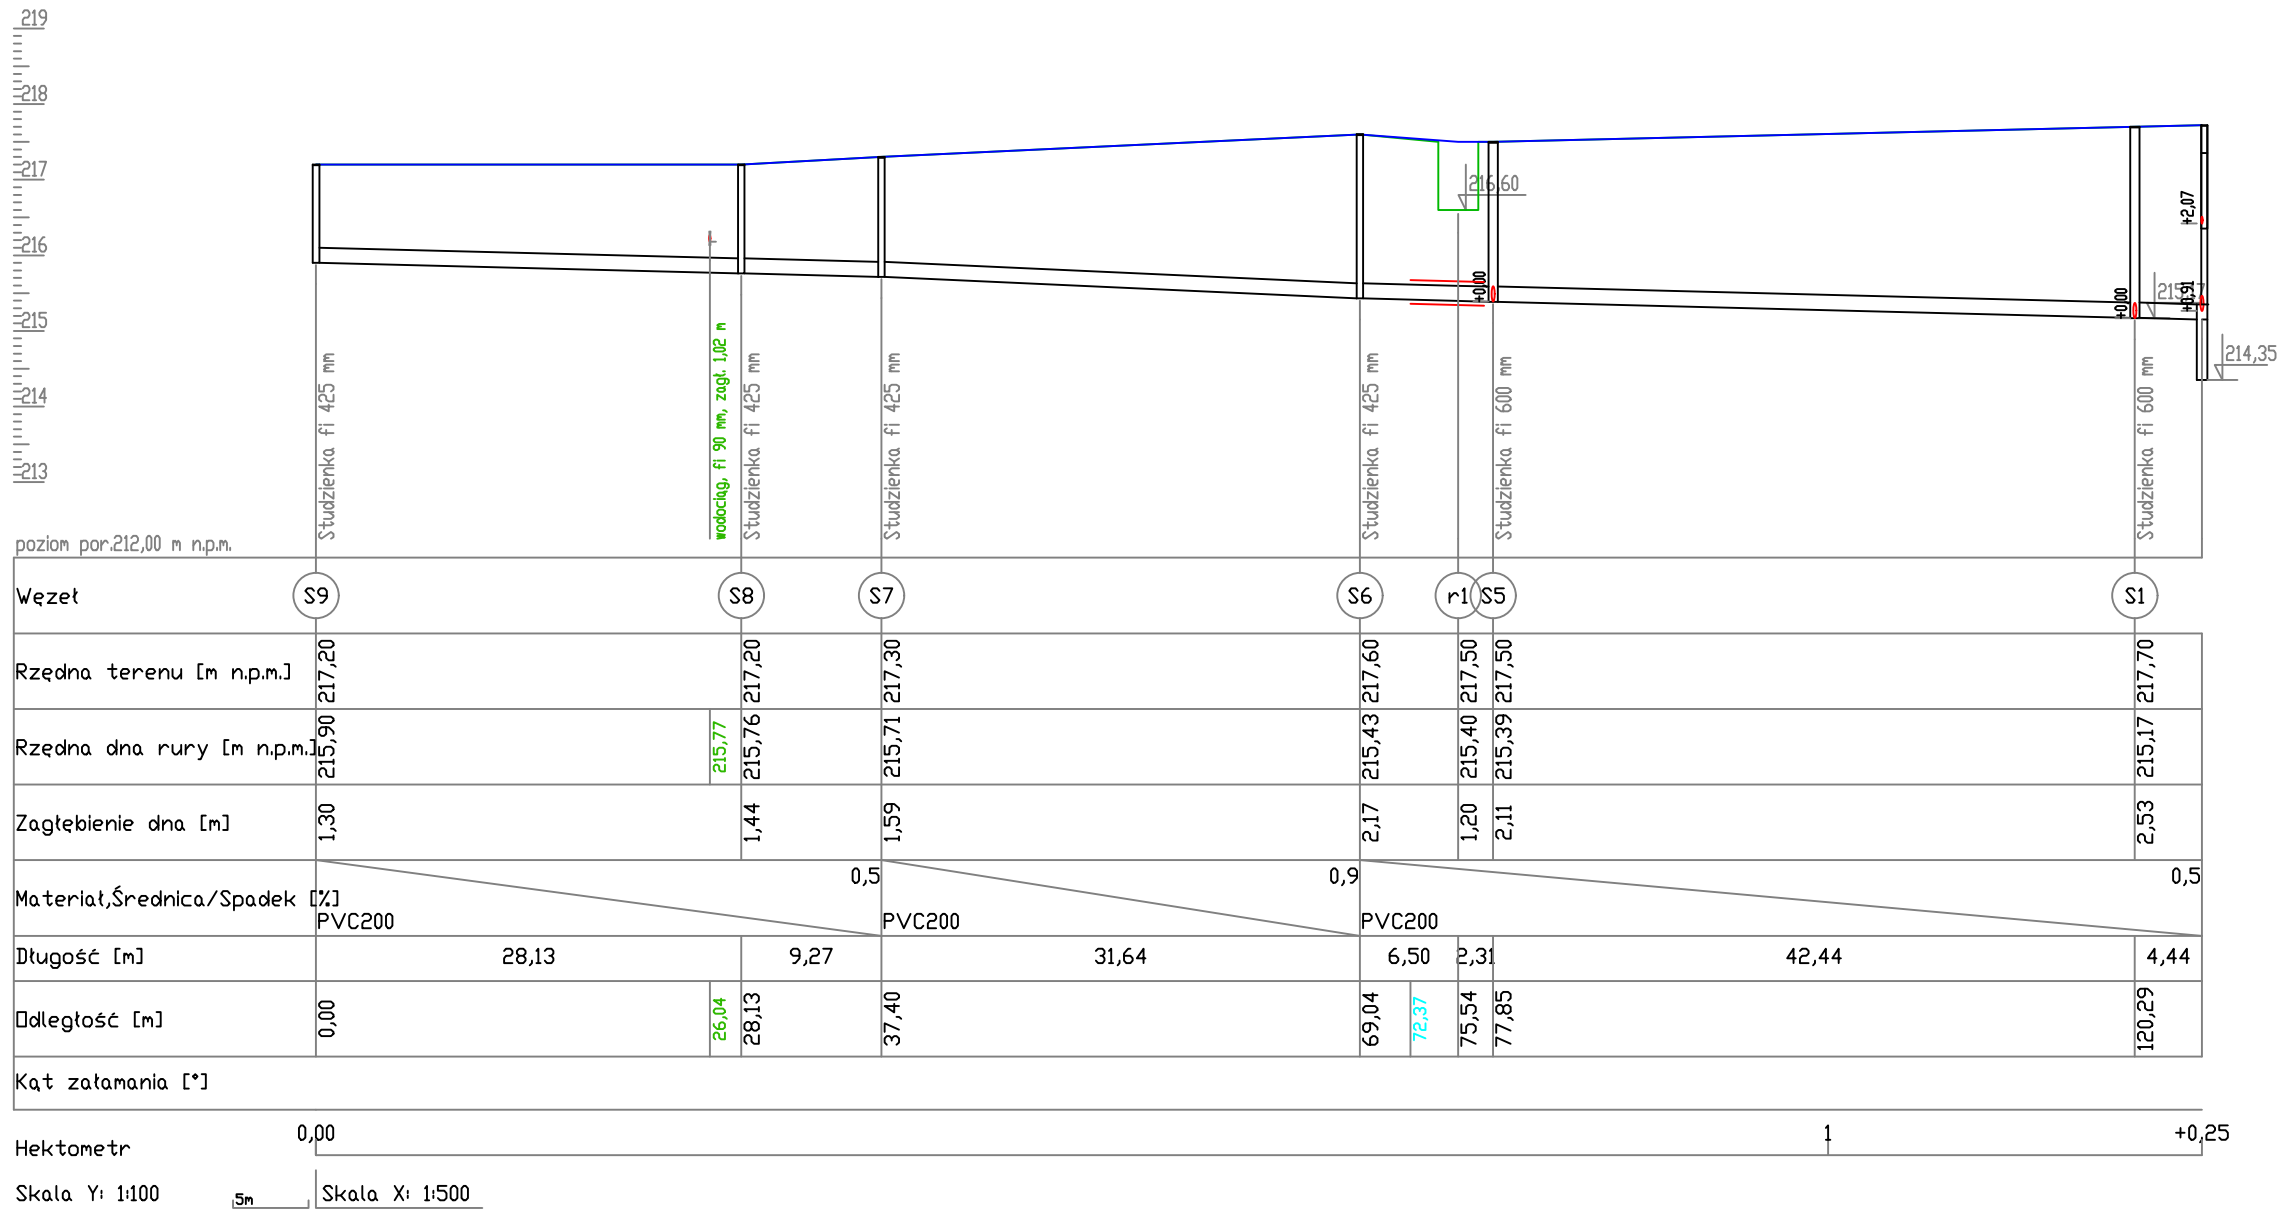 219
218
217
216
215
214
213
216,60
+0,00
+0,00
+2,07
+0,91
214,35
Studzienka fi 425 mm
wodociąg, fi 90 mm, zagł. 1,02 m
Studzienka fi 425 mm
Studzienka fi 425 mm
Studzienka fi 425 mm
Studzienka fi 600 mm
Studzienka fi 600 mm
poziom por.212,00 m n.p.m.
Węzeł S9 S8 S7 S6 r1 S5 S1
Rzędna terenu [m n.p.m.] 217,20 217,20 217,30 217,60 217,50 217,50 217,70
Rzędna dna rury [m n.p.m.] 215,90 215,77 215,76 215,71 215,43 215,40 215,39 215,17
Zagłębienie dna [m] 1,30 1,44 1,59 2,17 1,20 2,11 2,53
0,5 0,9 0,5
Materiał,Średnica/Spadek [%]
PVC200 PVC200 PVC200
Długość [m] 28,13 9,27 31,64 6,50 2,31 42,44 4,44
Odległość [m] 0,00 26,04 28,13 37,40 69,04 72,37 75,54 77,85 120,29
Kąt załamania [°]
0,00 1 +0,25
Hektometr
Skala Y: 1:100 5m Skala X: 1:500